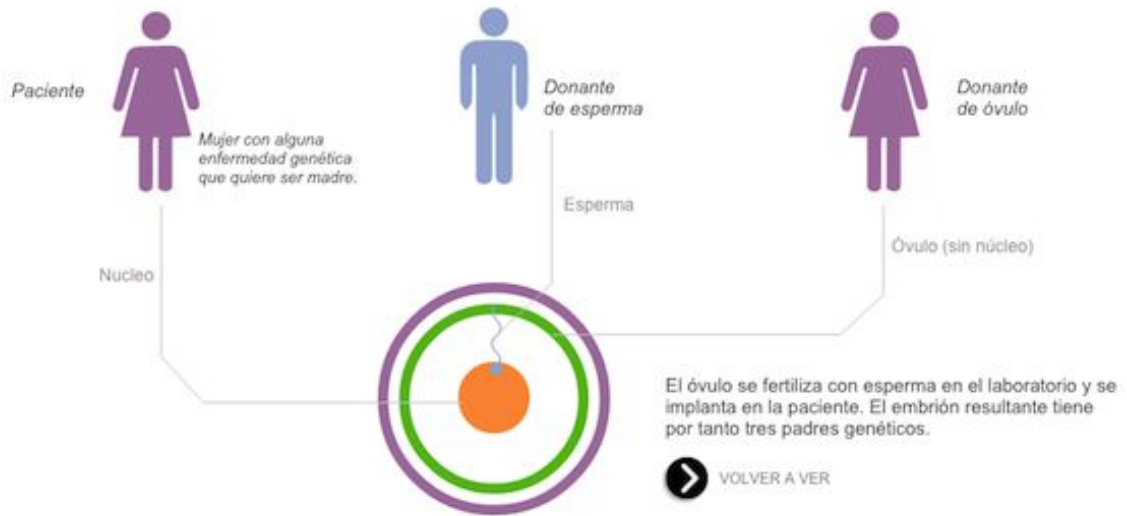 Paciente
Mujer con alguna
enfermedad genética
que quiere ser madre.
Donante
de esperma
Donante
de óvulo
Esperma
Óvulo (sin núcleo)
Nucleo
El óvulo se fertiliza con esperma en el laboratorio y se
implanta en la paciente. El embrión resultante tiene
por tanto tres padres genéticos.
VOLVER A VER